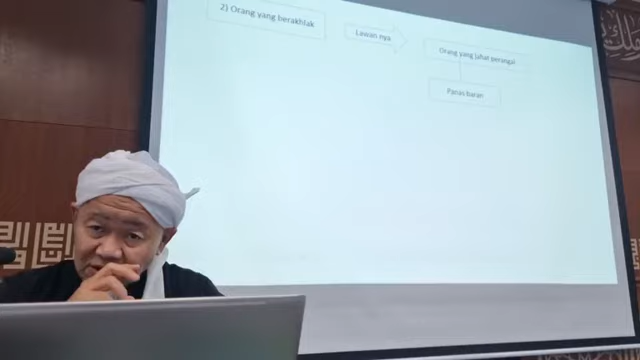 2) Orang yang berakhlak
Lawan nya
Orang yang jahat perangai
Panas baran